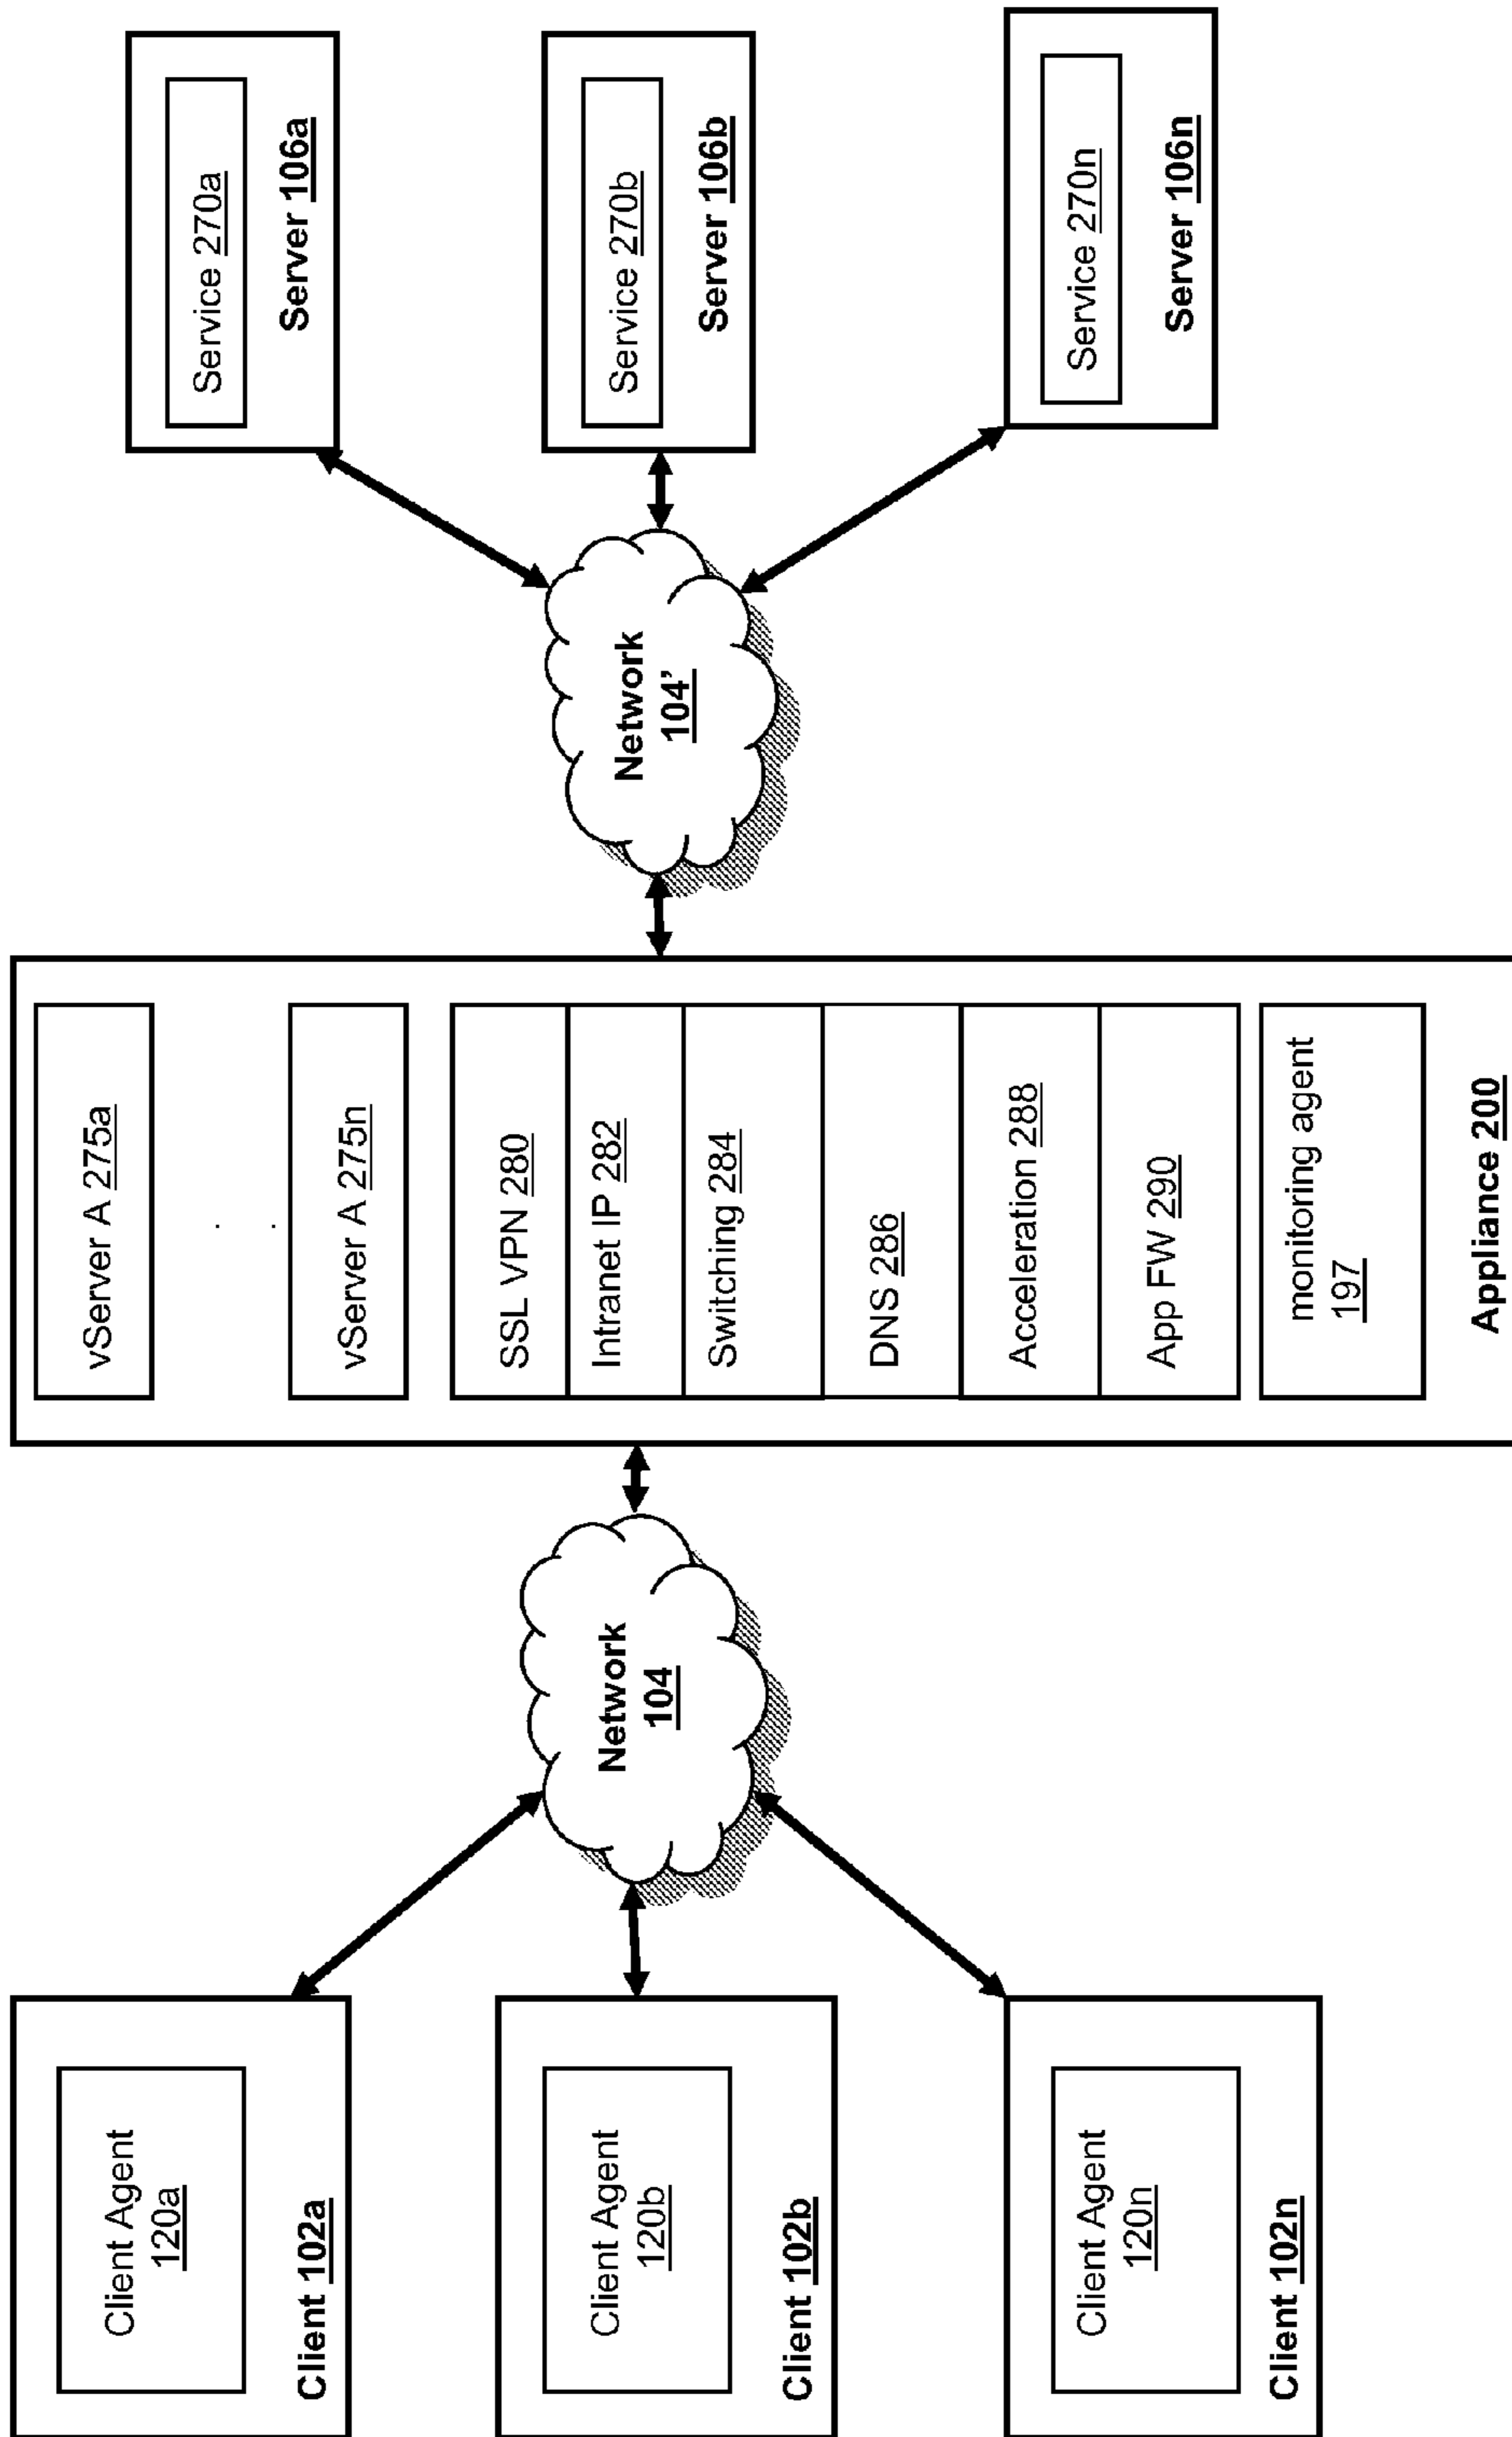 Client Agent
120a
Client 102a
Client Agent
120b
Client 102b
Client Agent
120n
Client 102n
Network
104
vServer A 275a
vServer A 275n
SSL VPN 280
Intranet IP 282
Switching 284
DNS 286
Acceleration 288
App FW 290
monitoring agent
197
Appliance 200
Network
104’
Service 270a
Server 106a
Service 270b
Server 106b
Service 270n
Server 106n